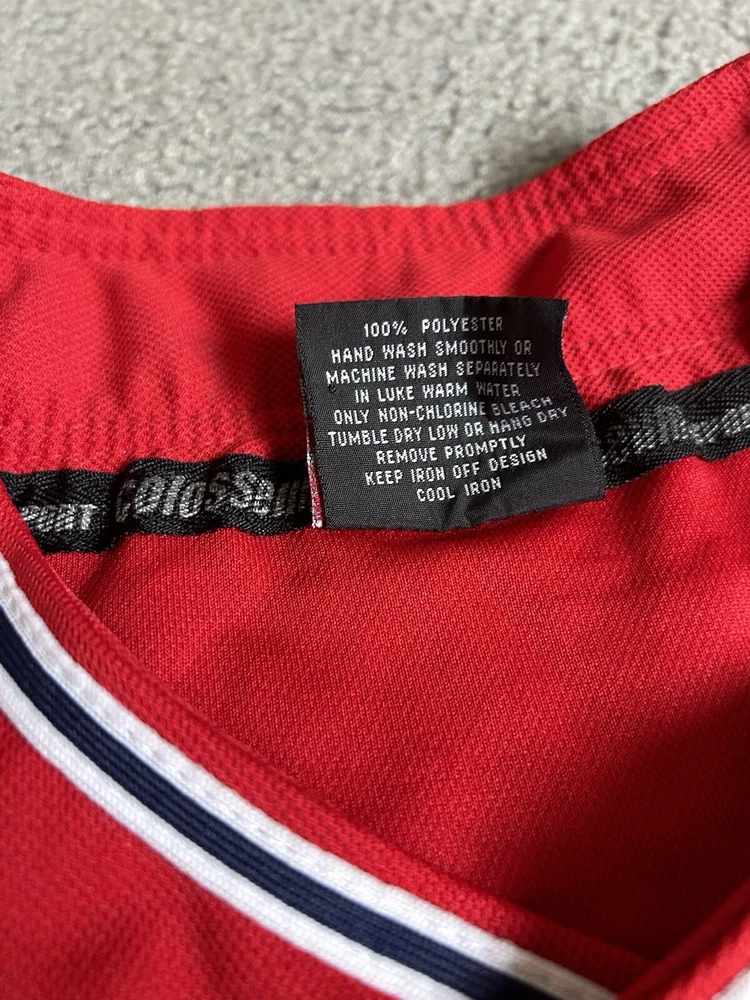 100% POLYESTER
HAND WASH SMOOTHLY OR
MACHINE WASH SEPARATELY
IN LUKE WARM WATER
ONLY NON-CHLORINE BLEACH
TUMBLE DRY LOW OR HANG DRY
REMOVE PROMPTLY
KEEP IRON OFF DESIGN
COOL IRON